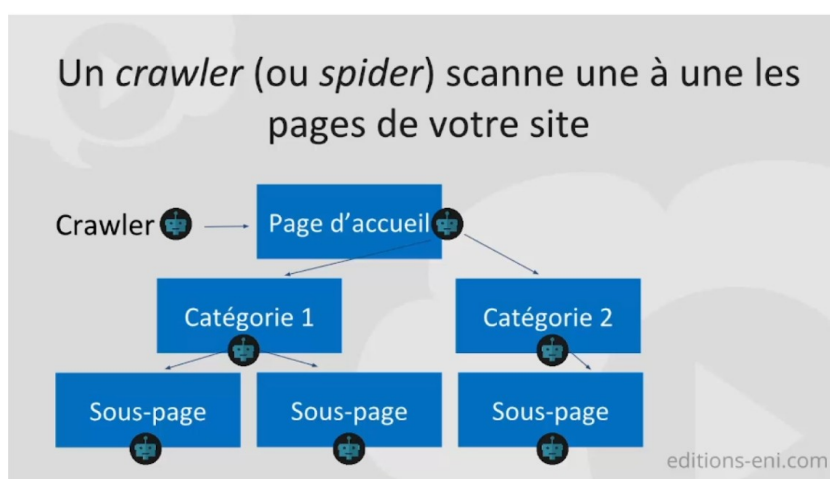 Un crawler (ou spider) scanne une à une les
pages de votre site
Crawler
Page d’accueil
Catégorie 1
Catégorie 2
Sous-page
Sous-page
Sous-page
editions-eni.com